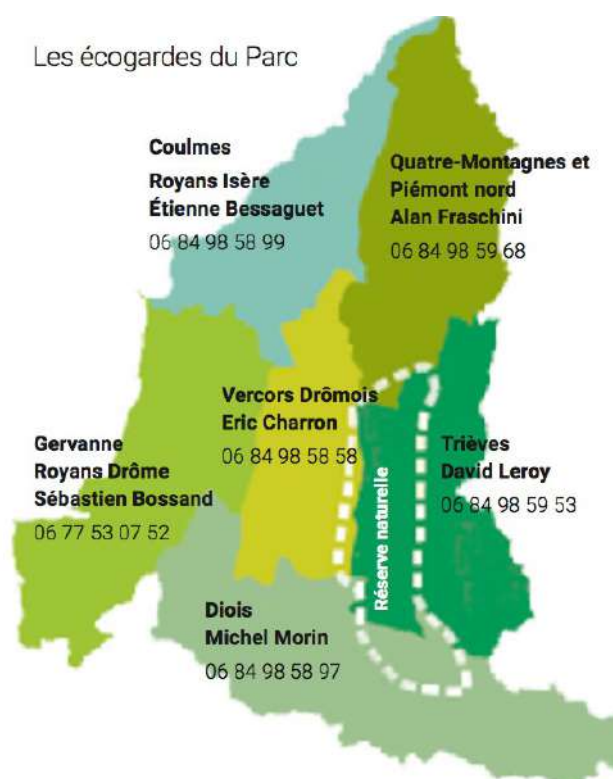 Les écogardes du Parc
Coulmes
Royans Isère
Étienne Bessaguet
06 84 98 58 99
Quatre-Montagnes et
Piémont nord
Alan Fraschini
06 84 98 59 68
Vercors Drômois
Eric Charron
06 84 98 58 58
Gervanne
Royans Drôme
Sébastien Bossand
06 77 53 07 52
Trièves
David Leroy
06 84 98 59 53
Réserve naturelle
Diois
Michel Morin
06 84 98 58 97